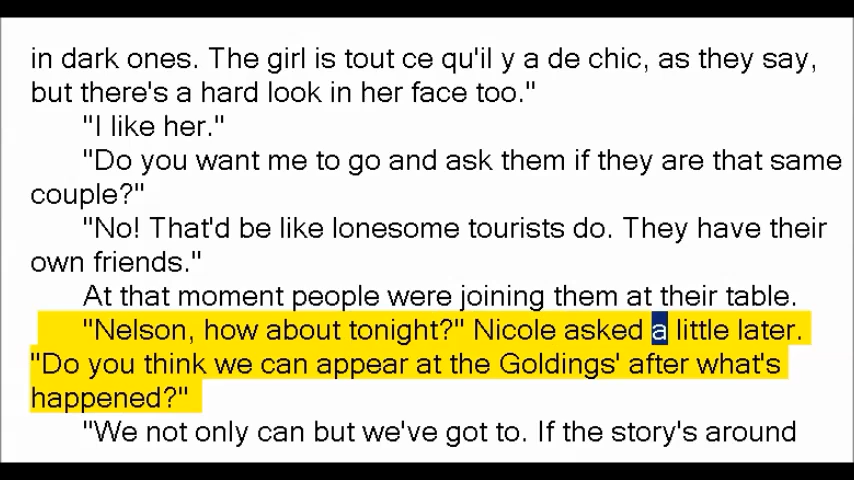 in dark ones. The girl is tout ce qu'il y a de chic, as they say,
but there's a hard look in her face too."
"I like her."
"Do you want me to go and ask them if they are that same
couple?"
"No! That'd be like lonesome tourists do. They have their
own friends."
At that moment people were joining them at their table.
"Nelson, how about tonight?" Nicole asked a little later.
"Do you think we can appear at the Goldings' after what's
happened?"
"We not only can but we've got to. If the story's around